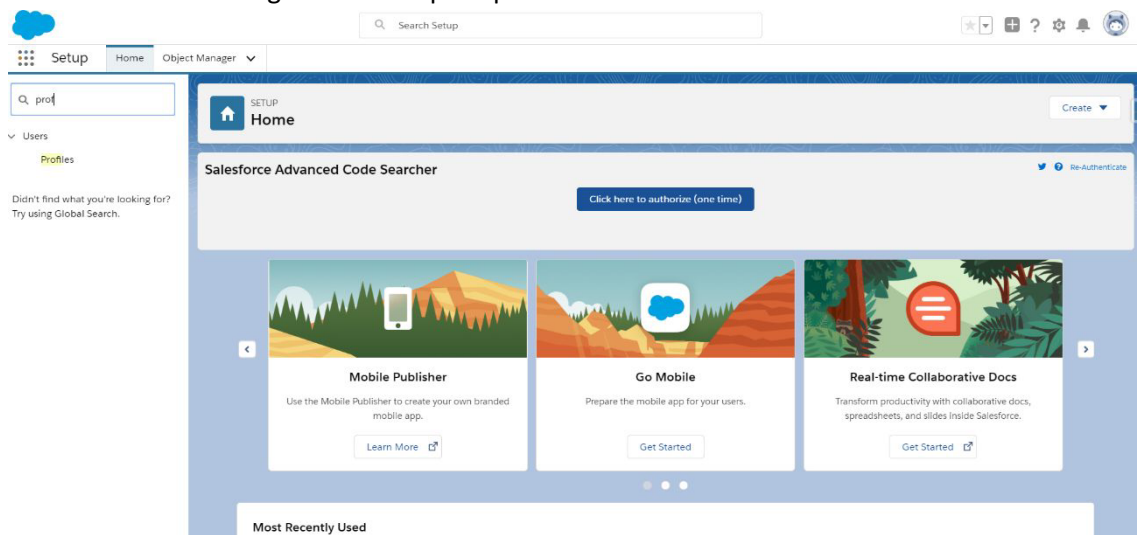 Search Setup
Setup
Home
Object Manager
prof
Users
Profiles
Didn't find what you're looking for?
Try using Global Search.
SETUP
Home
Create
Salesforce Advanced Code Searcher
Re-Authenticate
Click here to authorize (one time)
Mobile Publisher
Use the Mobile Publisher to create your own branded
mobile app.
Learn More
Go Mobile
Prepare the mobile app for your users.
Get Started
Real-time Collaborative Docs
Transform productivity with collaborative docs,
spreadsheets, and slides inside Salesforce.
Get Started
Most Recently Used